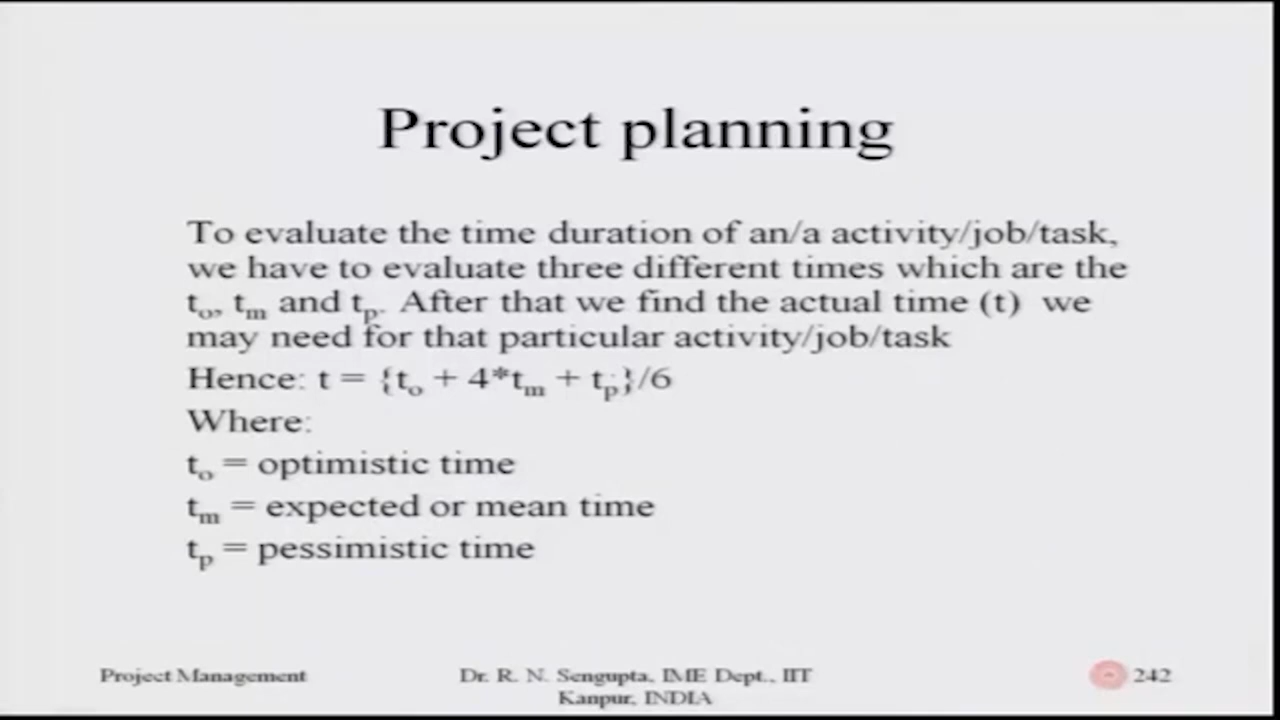 Project planning
To evaluate the time duration of an/a activity/job/task,
we have to evaluate three different times which are the
tₒ, tₘ and tₚ. After that we find the actual time (t) we
may need for that particular activity/job/task
Hence: t = {tₒ + 4*tₘ + tₚ}/6
Where:
tₒ = optimistic time
tₘ = expected or mean time
tₚ = pessimistic time
Project Management
Dr. R. N. Sengupta, IME Dept., IIT
Kanpur, INDIA
242